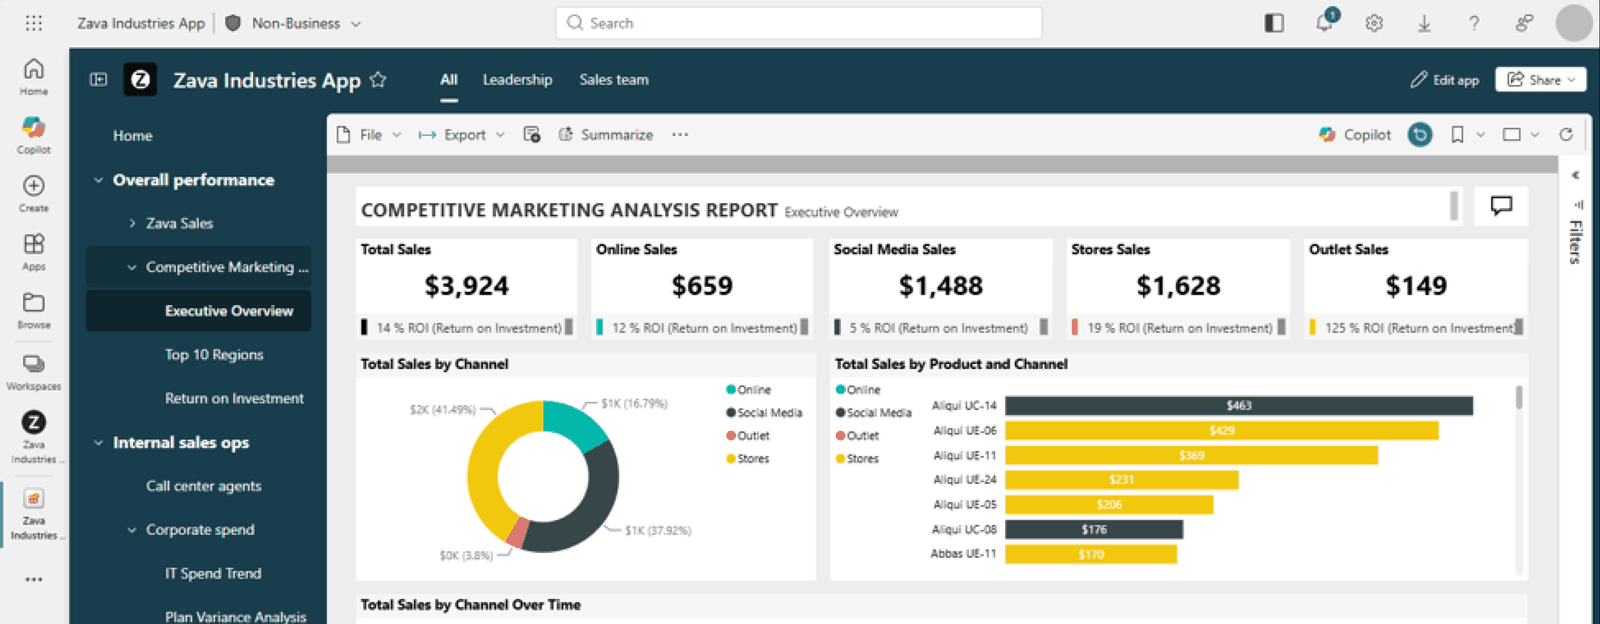 Zava Industries App
Non-Business
Search
1
Home
Copilot
Create
Apps
Browse
Workspaces
Zava
Industries ...
Zava
Industries ...
Z Zava Industries App
All
Leadership
Sales team
Edit app
Share
Home
Overall performance
Zava Sales
Competitive Marketing ...
Executive Overview
Top 10 Regions
Return on Investment
Internal sales ops
Call center agents
Corporate spend
IT Spend Trend
Plan Variance Analysis
File
Export
Summarize
Copilot
Filters
COMPETITIVE MARKETING ANALYSIS REPORT Executive Overview
Total Sales
$3,924
14 % ROI (Return on Investment)
Online Sales
$659
12 % ROI (Return on Investment)
Social Media Sales
$1,488
5 % ROI (Return on Investment)
Stores Sales
$1,628
19 % ROI (Return on Investment)
Outlet Sales
$149
125 % ROI (Return on Investment)
Total Sales by Channel
$2K (41.49%)
$1K (16.79%)
$1K (37.92%)
$0K (3.8%)
Online
Social Media
Outlet
Stores
Total Sales by Product and Channel
Online
Social Media
Outlet
Stores
Aliqui UC-14 $463
Aliqui UE-06 $429
Aliqui UE-11 $369
Aliqui UE-24 $231
Aliqui UE-05 $206
Aliqui UC-08 $176
Abbas UE-11 $170
Total Sales by Channel Over Time